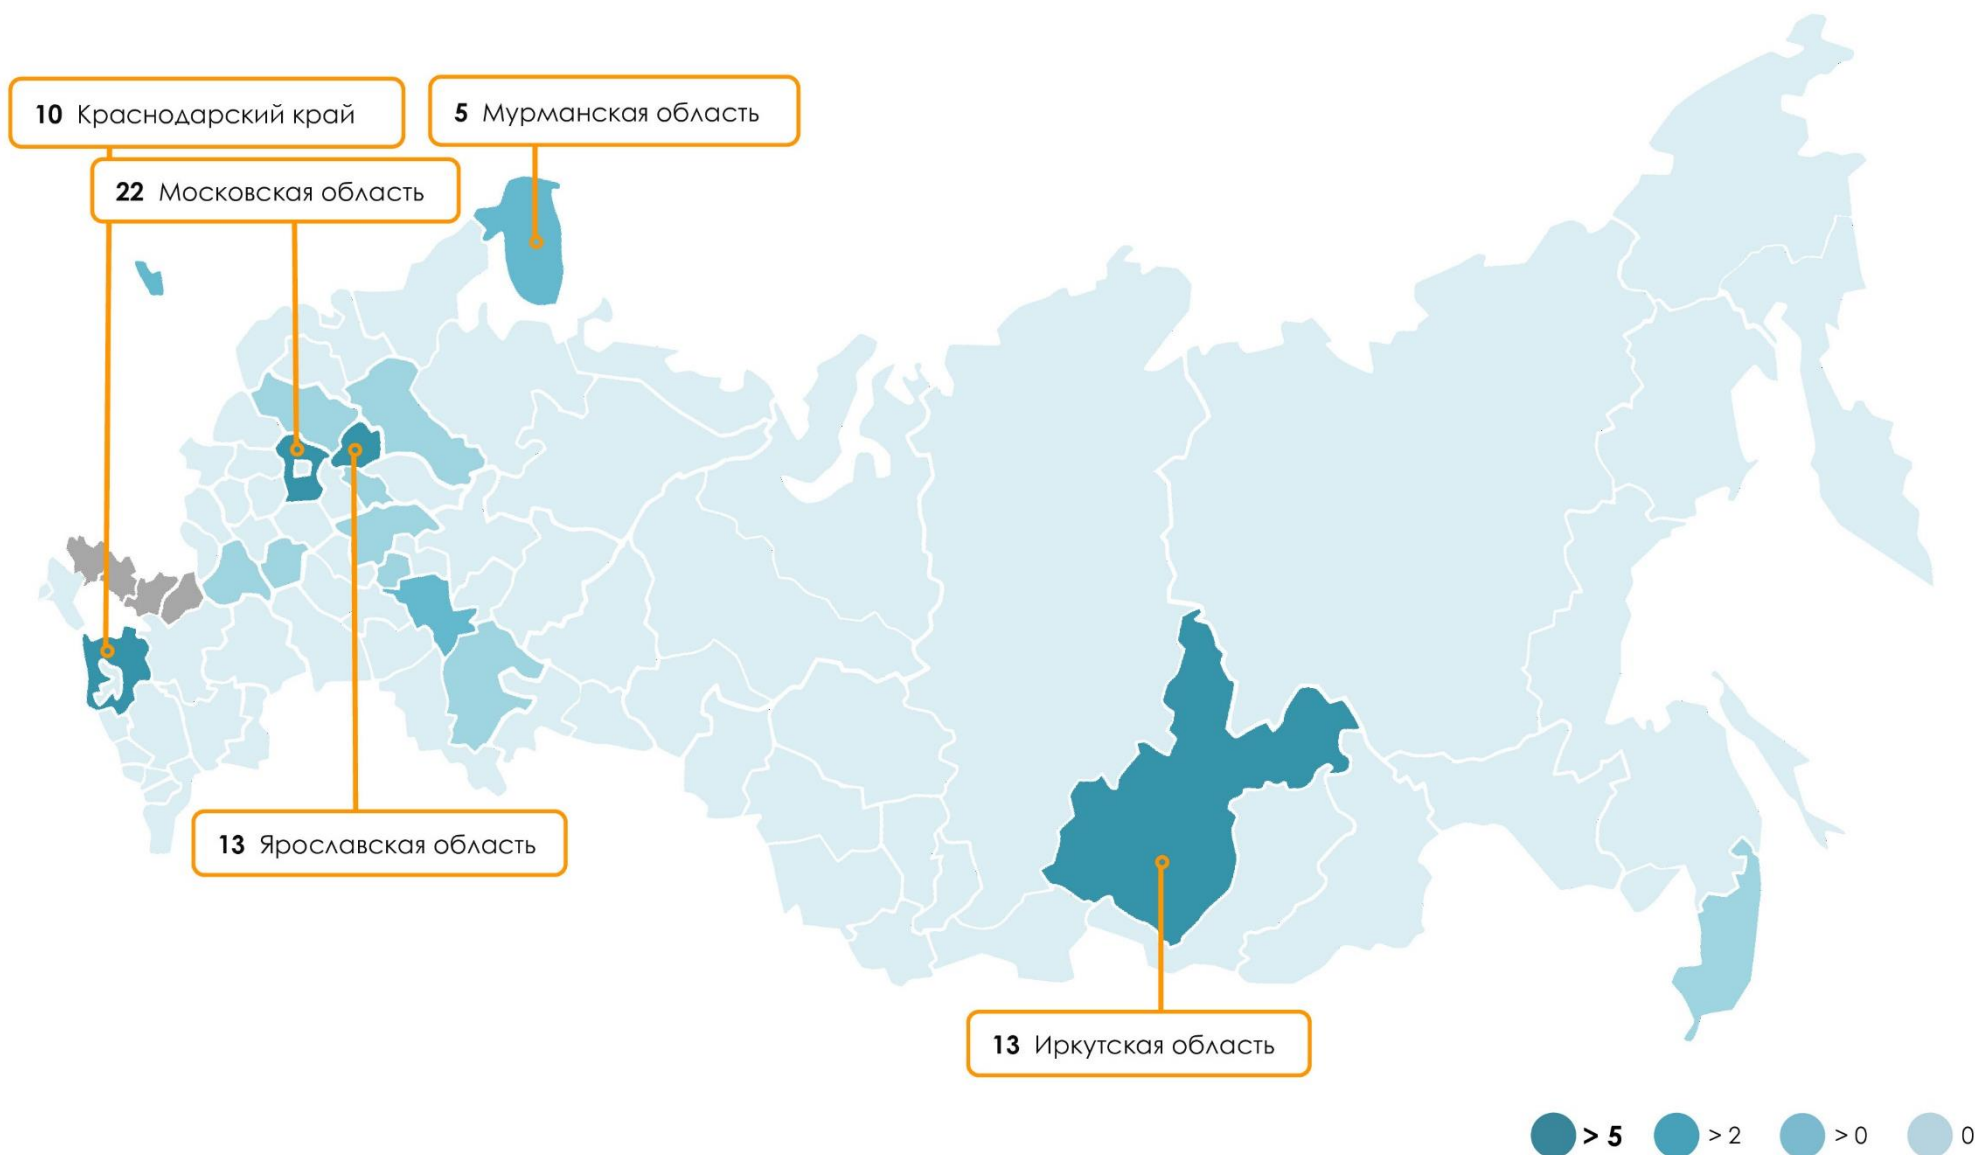 10 Краснодарский край
5 Мурманская область
22 Московская область
13 Ярославская область
13 Иркутская область
> 5 > 2 > 0 0